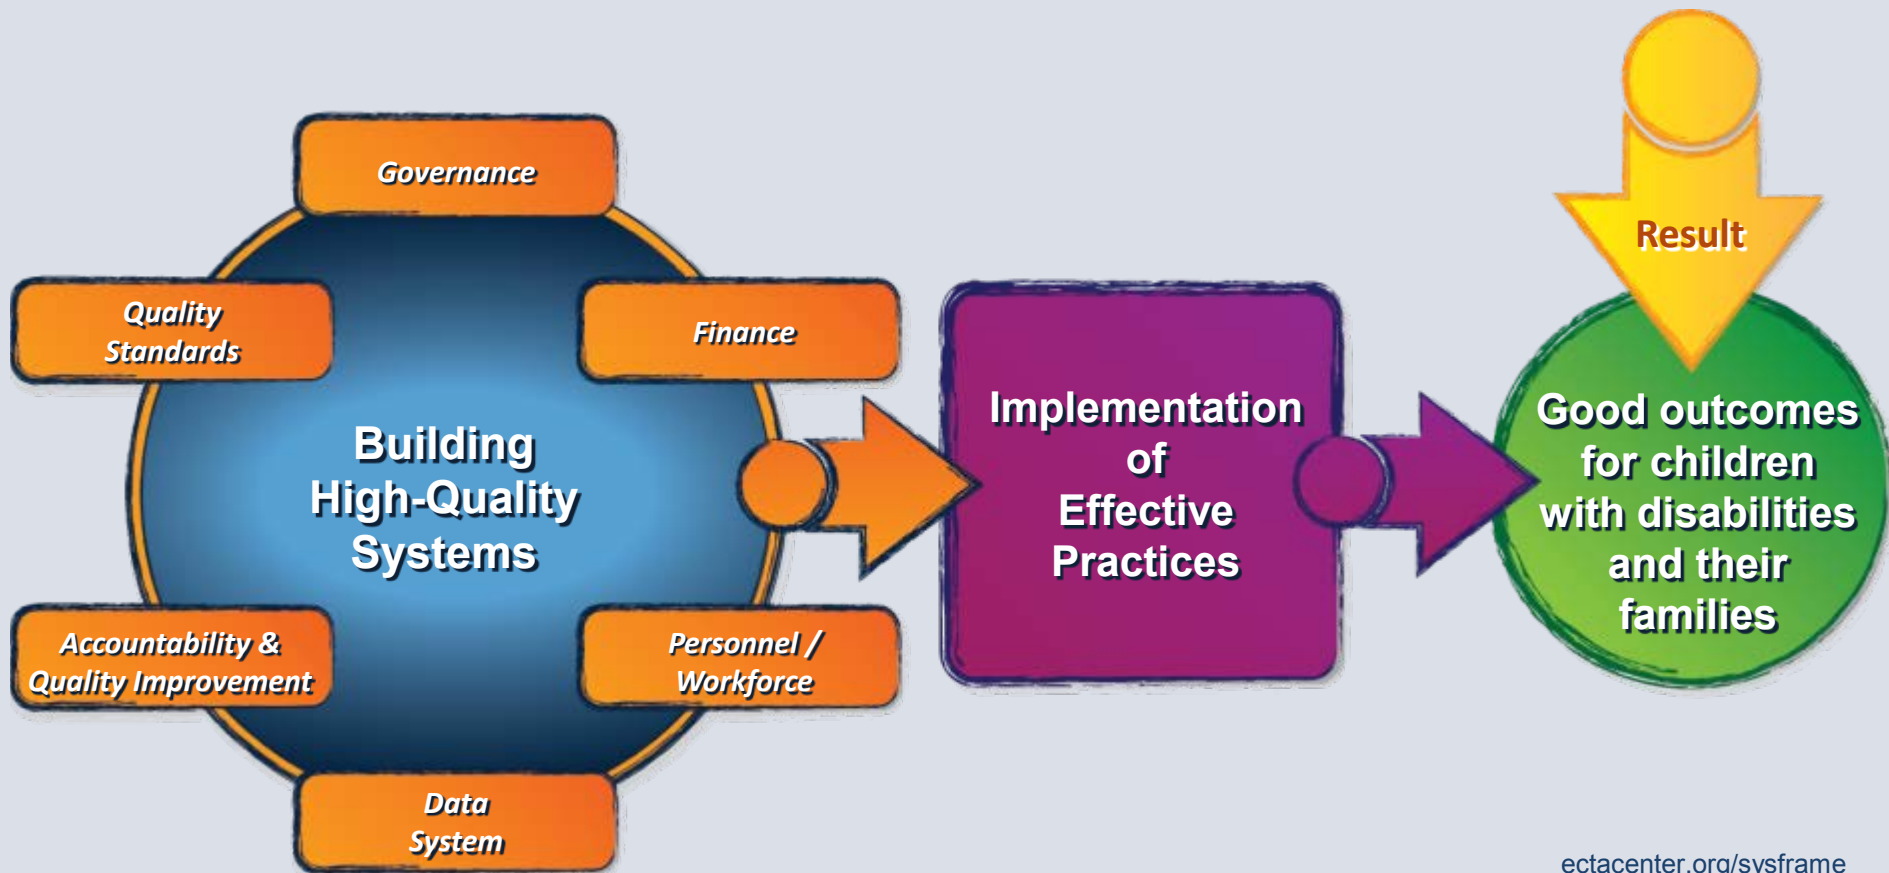 Governance
Quality
Standards
Finance
Building
High-Quality
Systems
Accountability &
Quality Improvement
Personnel /
Workforce
Data
System
Implementation
of
Effective
Practices
Result
Good outcomes
for children
with disabilities
and their
families
ectacenter.org/sysframe